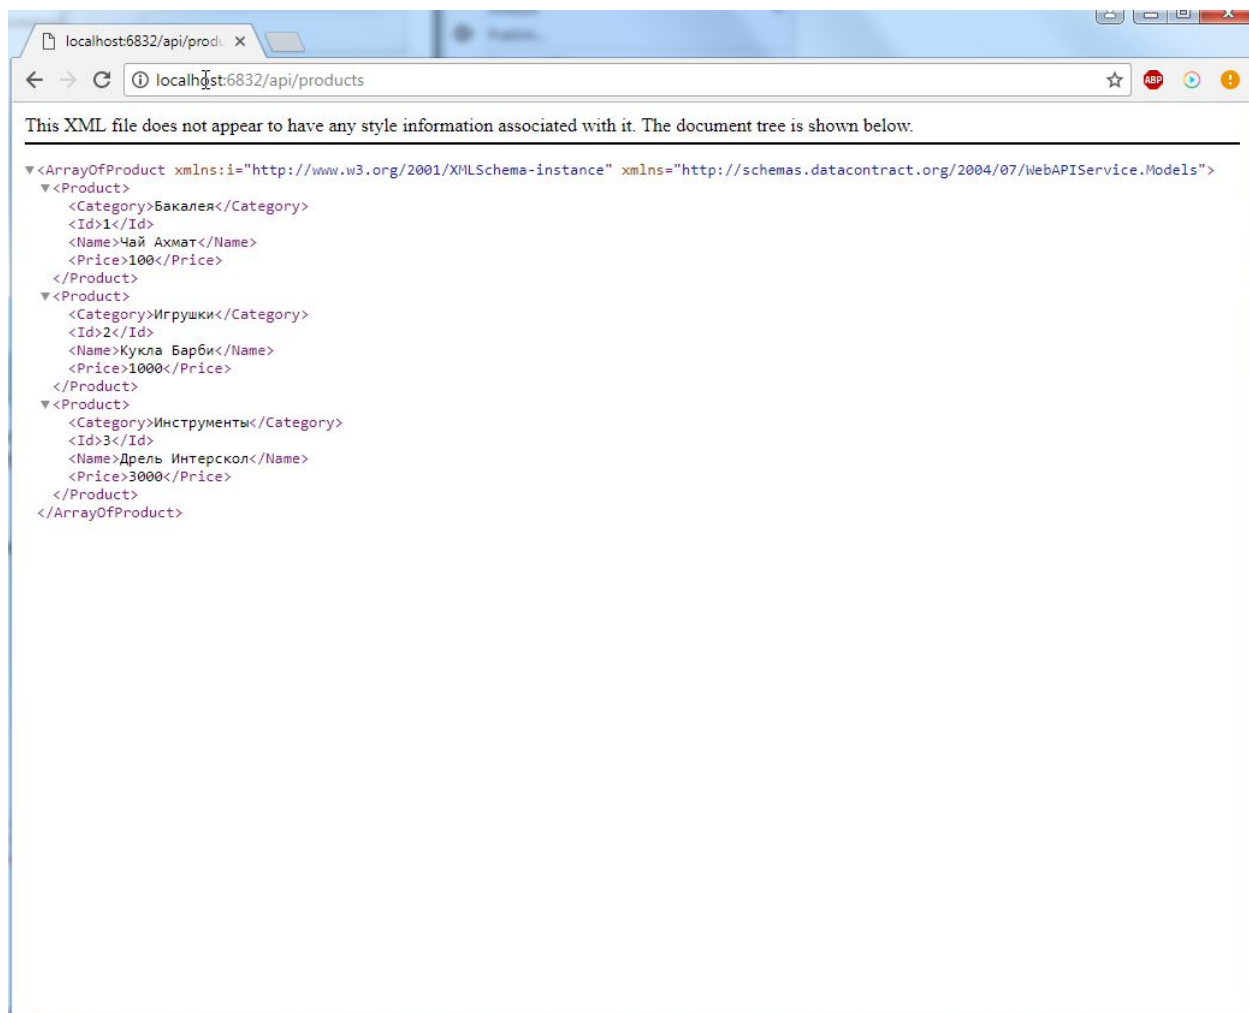 localhost:6832/api/produ
localhost:6832/api/products
ABP
This XML file does not appear to have any style information associated with it. The document tree is shown below.
▼<ArrayOfProduct xmlns:i="http://www.w3.org/2001/XMLSchema-instance" xmlns="http://schemas.datacontract.org/2004/07/WebAPIService.Models">
▼<Product>
<Category>Бакалея</Category>
<Id>1</Id>
<Name>Чай Ахмат</Name>
<Price>100</Price>
</Product>
▼<Product>
<Category>Игрушки</Category>
<Id>2</Id>
<Name>Кукла Барби</Name>
<Price>1000</Price>
</Product>
▼<Product>
<Category>Инструменты</Category>
<Id>3</Id>
<Name>Дрель Интерскол</Name>
<Price>3000</Price>
</Product>
</ArrayOfProduct>